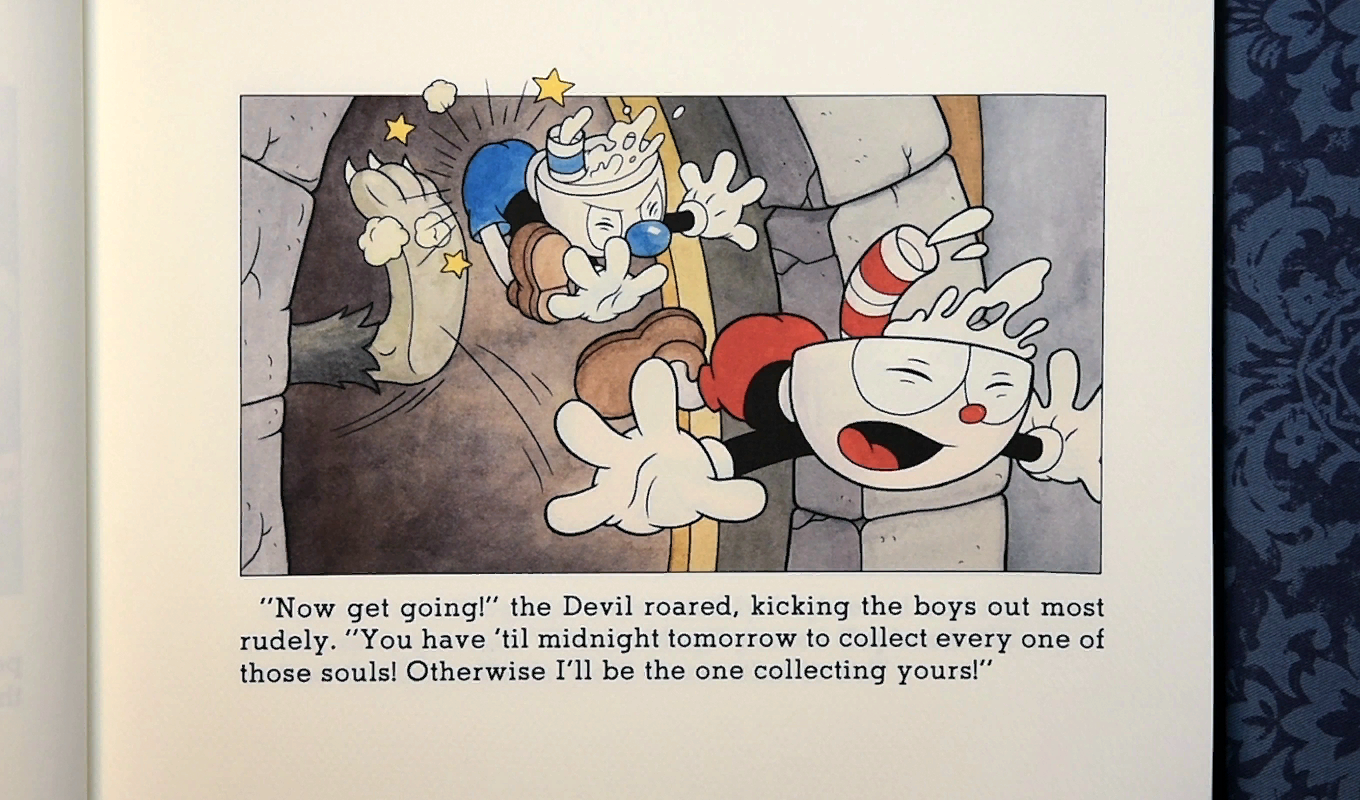 "Now get going!" the Devil roared, kicking the boys out most
rudely. "You have 'til midnight tomorrow to collect every one of
those souls! Otherwise I'll be the one collecting yours!"